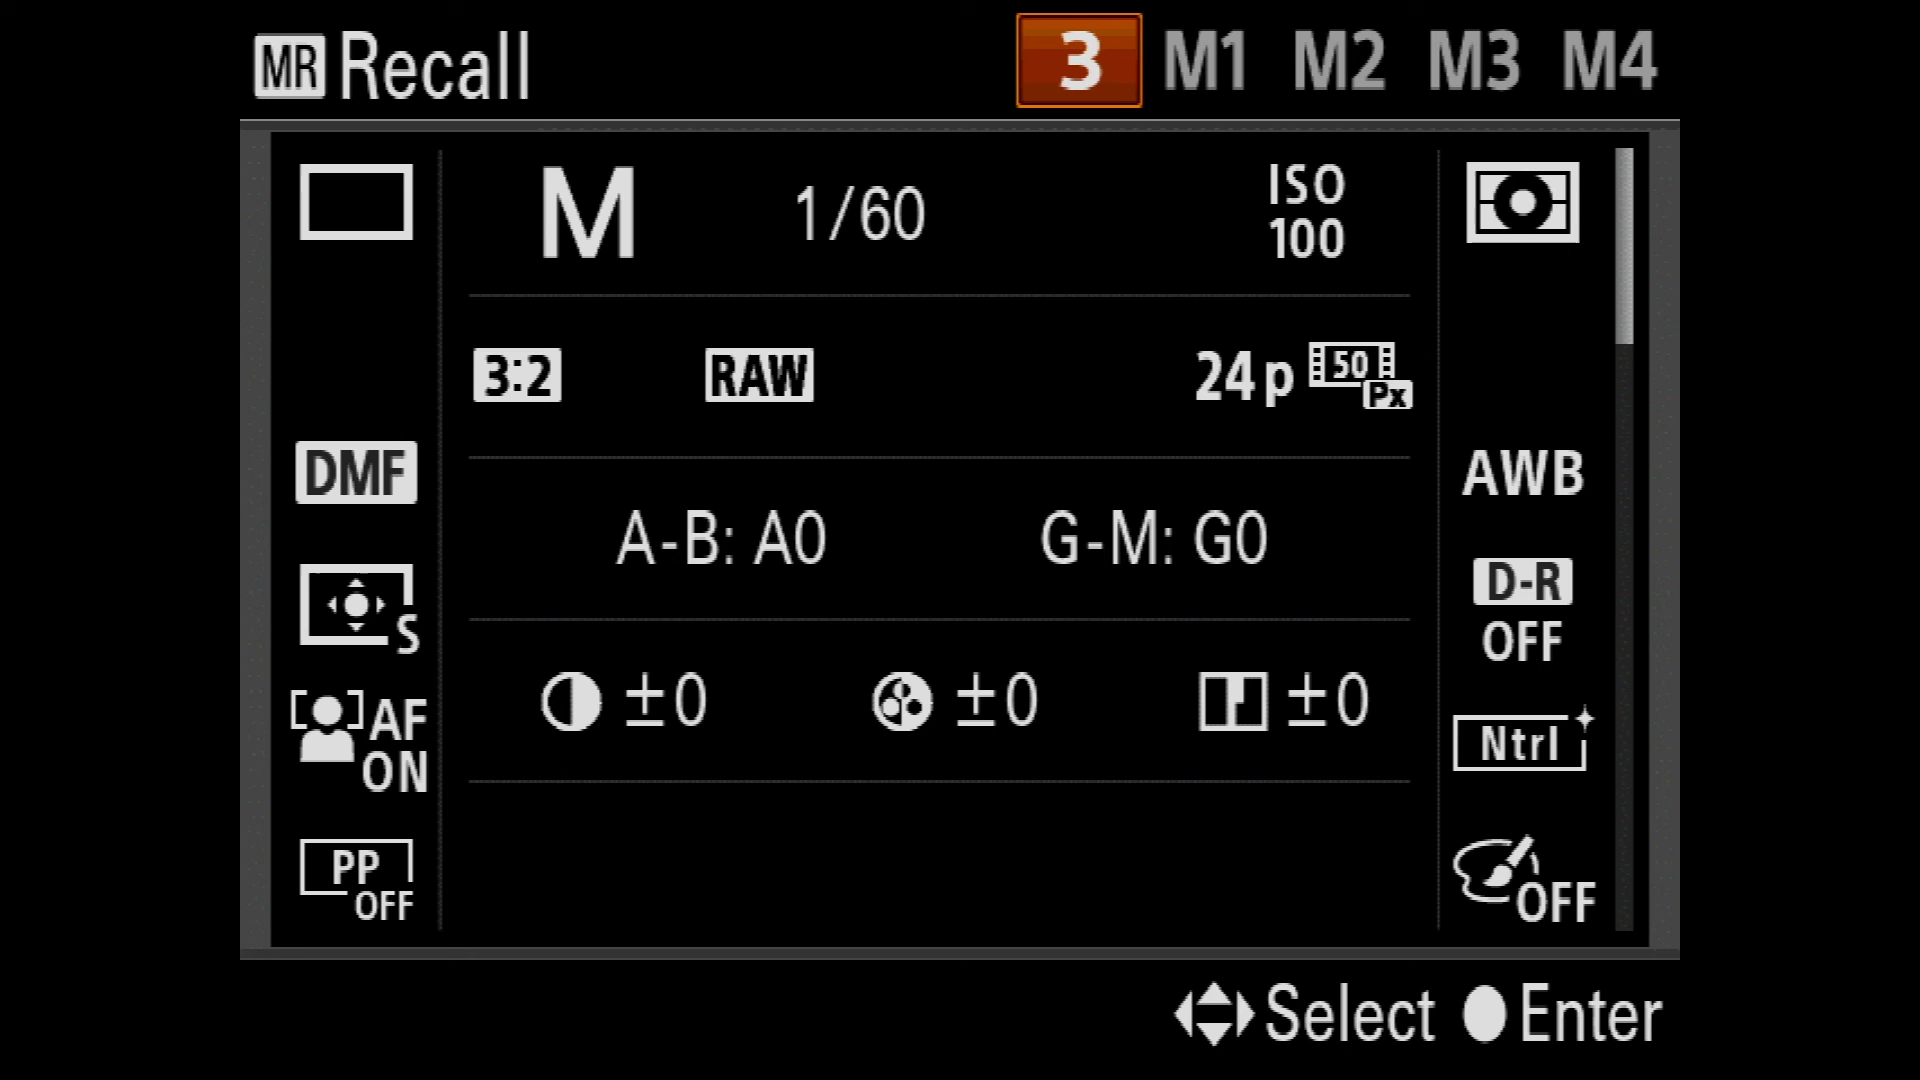 MR Recall 3 M1 M2 M3 M4
M 1/60 ISO 100
3:2 RAW 24p 50 Px
DMF AWB
A-B: A0 G-M: G0
S D-R OFF
AF ON ±0 ±0 ±0 Ntrl
PP OFF OFF
Select Enter